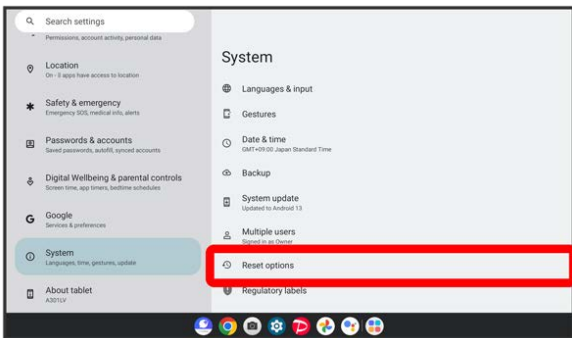 Search settings
Permissions, account activity, personal data
Location
On - 5 apps have access to location
Safety & emergency
Emergency SOS, medical info, alerts
Passwords & accounts
Saved passwords, autofill, synced accounts
Digital Wellbeing & parental controls
Screen time, app timers, bedtime schedules
Google
Services & preferences
System
Languages, time, gestures, update
About tablet
A301LV
System
Languages & input
Gestures
Date & time
GMT+09:00 Japan Standard Time
Backup
System update
Updated to Android 13
Multiple users
Signed in as Owner
Reset options
Regulatory labels